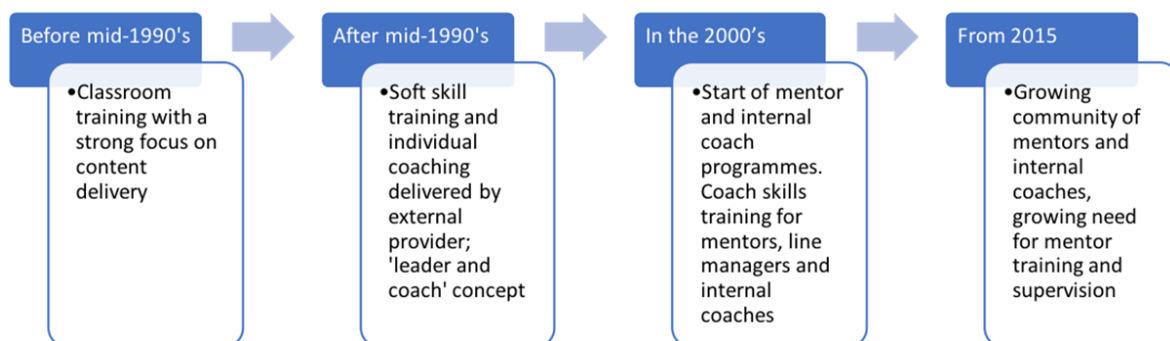 Before mid-1990's
•Classroom
training with a
strong focus on
content
delivery
After mid-1990's
•Soft skill
training and
individual
coaching
delivered by
external
provider;
'leader and
coach' concept
In the 2000’s
•Start of mentor
and internal
coach
programmes.
Coach skills
training for
mentors, line
managers and
internal
coaches
From 2015
•Growing
community of
mentors and
internal
coaches,
growing need
for mentor
training and
supervision